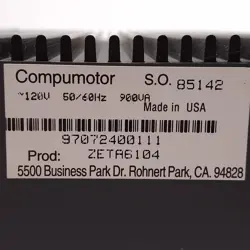 Compumotor S.O. 85142
~120V 50/60Hz 900VA
Made in USA
97072400111
Prod: ZETA6104
5500 Business Park Dr. Rohnert Park, CA. 94828